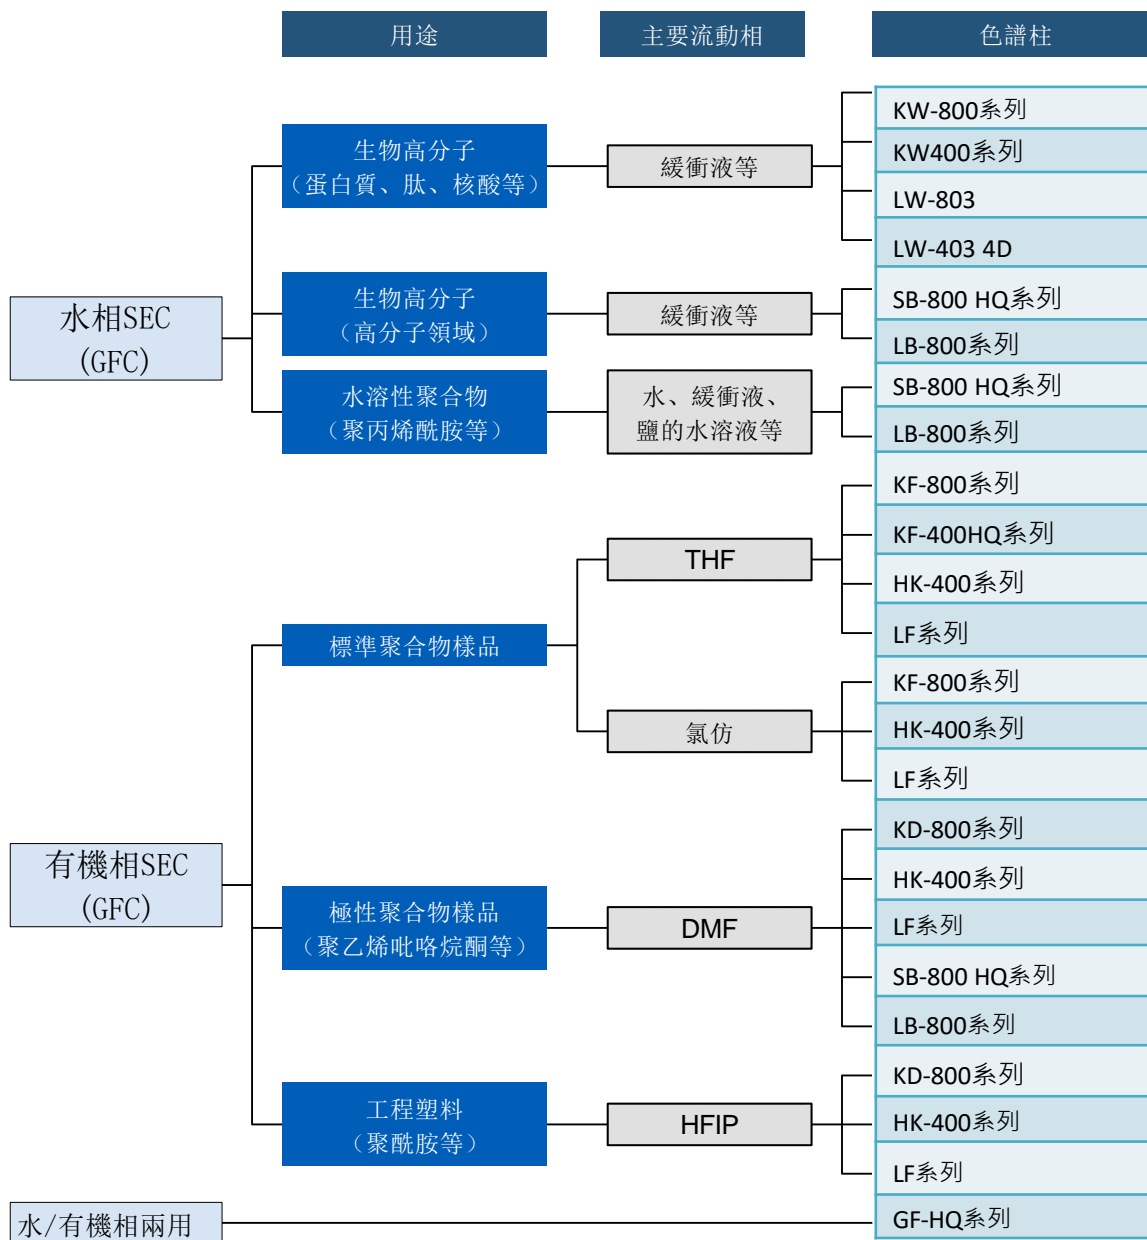 用途
主要流動相
色譜柱
水相SEC
(GFC)
生物高分子
（蛋白質、肽、核酸等）
緩衝液等
KW-800系列
KW400系列
LW-803
LW-403 4D
生物高分子
（高分子領域）
緩衝液等
SB-800 HQ系列
LB-800系列
水溶性聚合物
（聚丙烯酰胺等）
水、緩衝液、
鹽的水溶液等
SB-800 HQ系列
LB-800系列
有機相SEC
(GFC)
標準聚合物樣品
THF
KF-800系列
KF-400HQ系列
HK-400系列
LF系列
氯仿
KF-800系列
HK-400系列
LF系列
極性聚合物樣品
（聚乙烯吡咯烷酮等）
DMF
KD-800系列
HK-400系列
LF系列
SB-800 HQ系列
LB-800系列
工程塑料
（聚酰胺等）
HFIP
KD-800系列
HK-400系列
LF系列
水/有機相兩用
GF-HQ系列